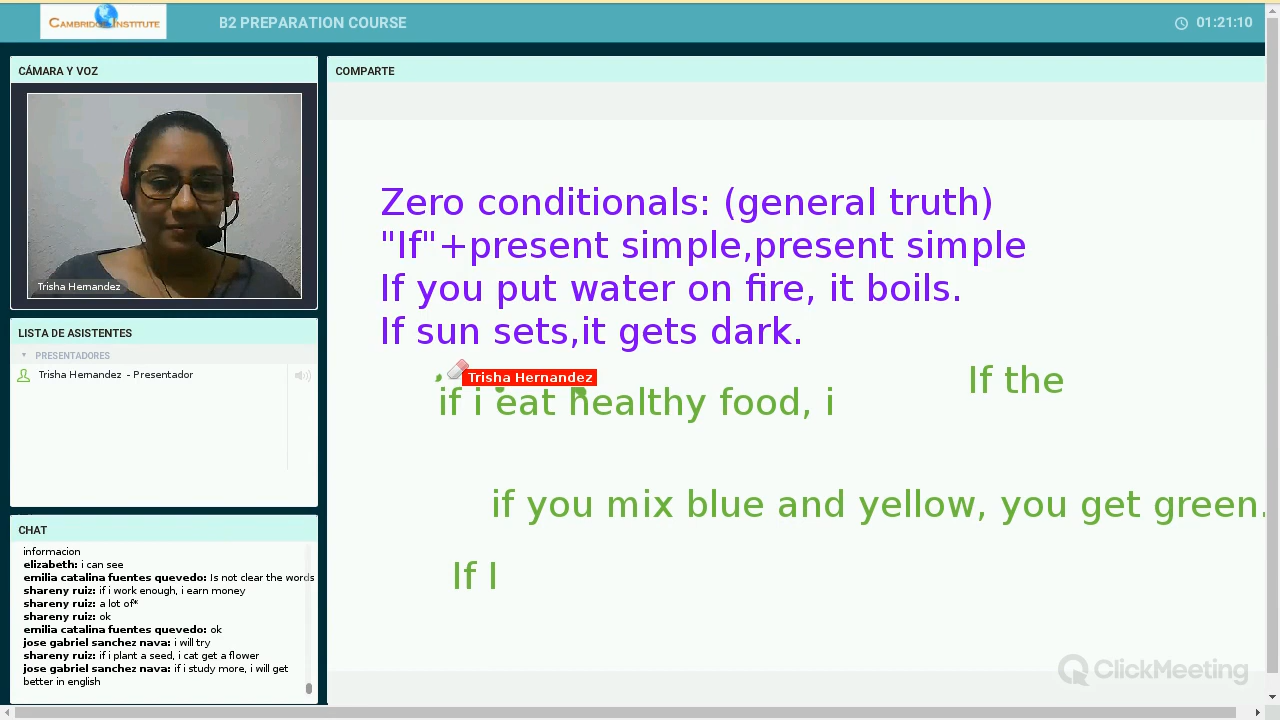 CAMBRIDGE INSTITUTE
B2 PREPARATION COURSE
01:21:10
CÁMARA Y VOZ
Trisha Hernandez
LISTA DE ASISTENTES
PRESENTADORES
Trisha Hernandez - Presentador
CHAT
informacion
elizabeth: i can see
emilia catalina fuentes quevedo: Is not clear the words
shareny ruiz: if i work enough, i earn money
shareny ruiz: a lot of*
shareny ruiz: ok
emilia catalina fuentes quevedo: ok
jose gabriel sanchez nava: i will try
shareny ruiz: if i plant a seed, i cat get a flower
jose gabriel sanchez nava: if i study more, i will get
better in english
COMPARTE
Zero conditionals: (general truth)
"If"+present simple,present simple
If you put water on fire, it boils.
If sun sets,it gets dark.
Trisha Hernandez
If the
if i eat healthy food, i
if you mix blue and yellow, you get green.
If I
ClickMeeting